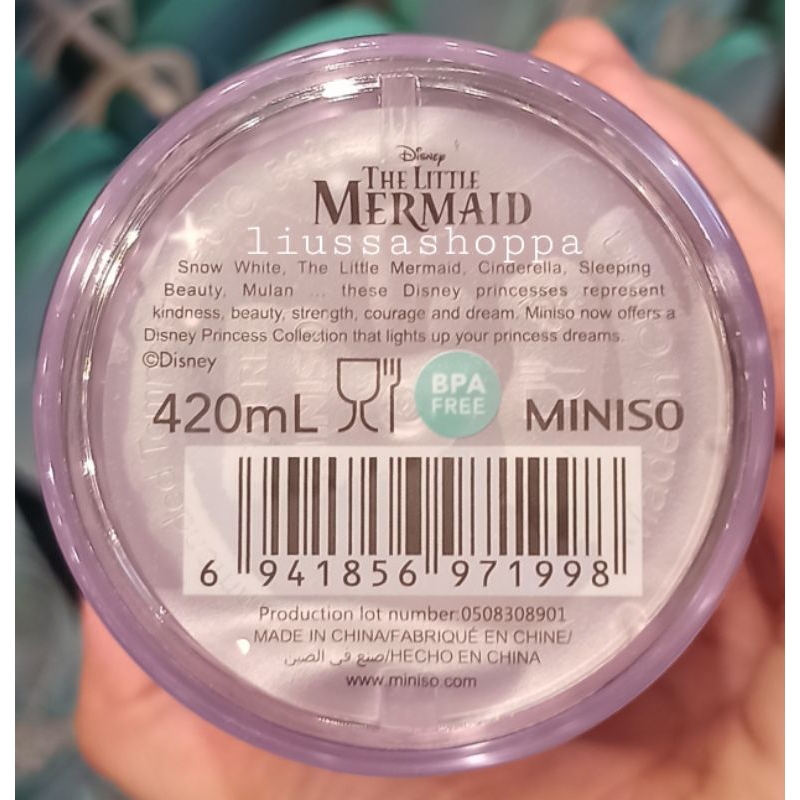 Disney
THE LITTLE
MERMAID
liussashoppa
Snow White, The Little Mermaid, Cinderella, Sleeping
Beauty, Mulan ... these Disney princesses represent
kindness, beauty, strength, courage and dream. Miniso now offers a
Disney Princess Collection that lights up your princess dreams.
©Disney
420mL BPA FREE MINISO
6 941856 971998
Production lot number:0508308901
MADE IN CHINA/FABRIQUÉ EN CHINE/
صنع في الصين/HECHO EN CHINA
www.miniso.com